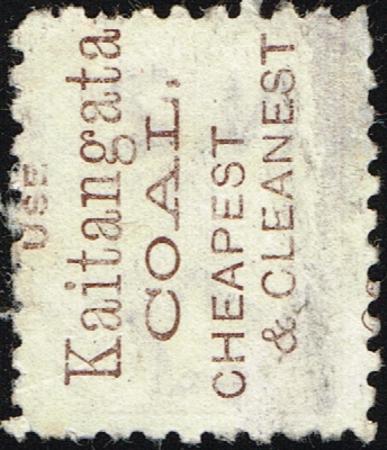 USE
Kaitangata
COAL.
CHEAPEST
& CLEANEST